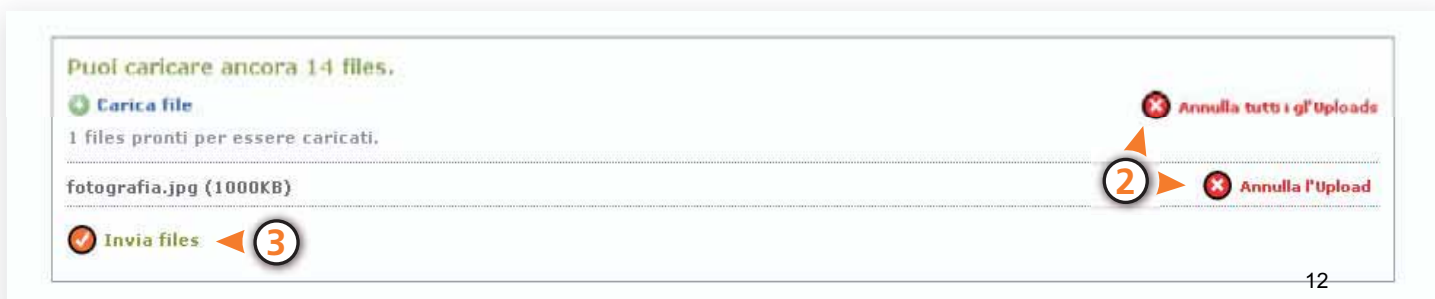 Puoi caricare ancora 14 files.
Carica file
Annulla tutti i gl'Uploads
1 files pronti per essere caricati.
fotografia.jpg (1000KB)
2
Annulla l'Upload
Invia files
3
12